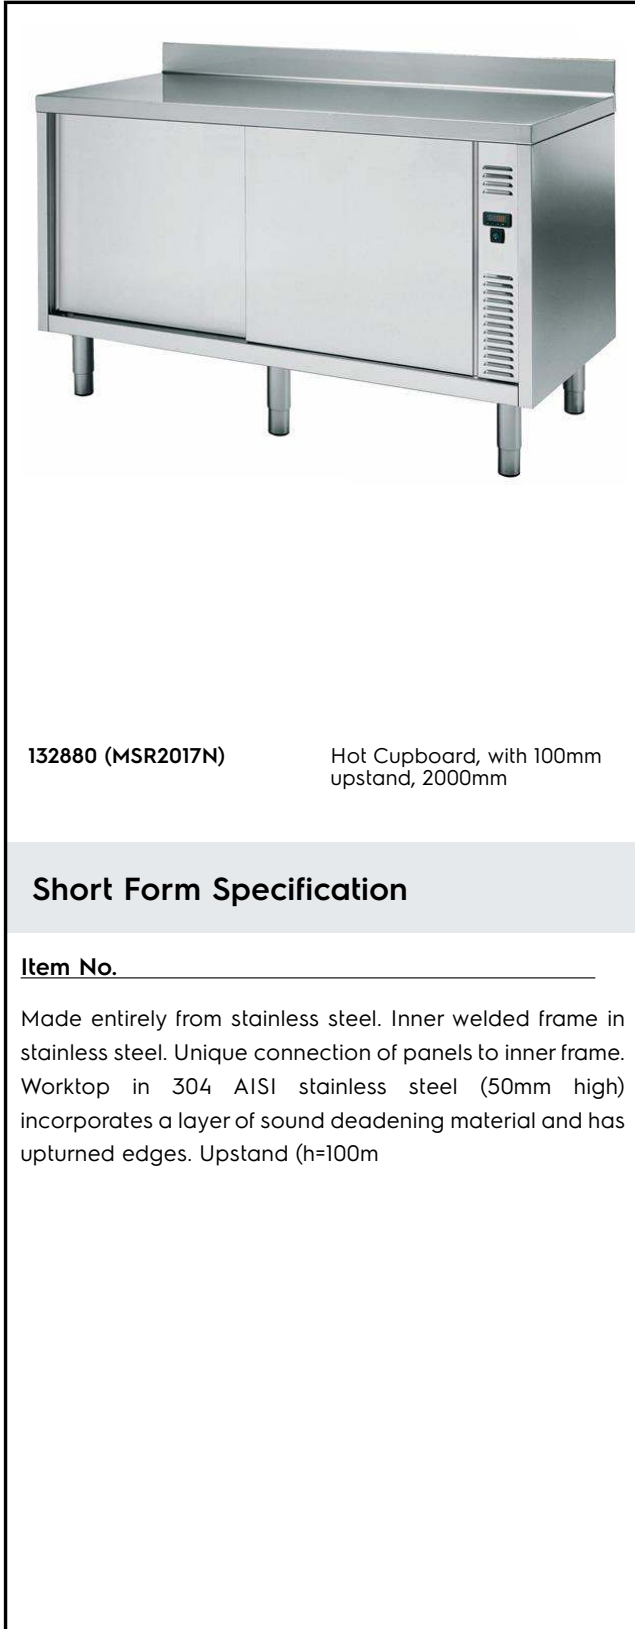 132880 (MSR2017N)
Hot Cupboard, with 100mm
upstand, 2000mm
Short Form Specification
Item No.
Made entirely from stainless steel. Inner welded frame in
stainless steel. Unique connection of panels to inner frame.
Worktop in 304 AISI stainless steel (50mm high)
incorporates a layer of sound deadening material and has
upturned edges. Upstand (h=100m